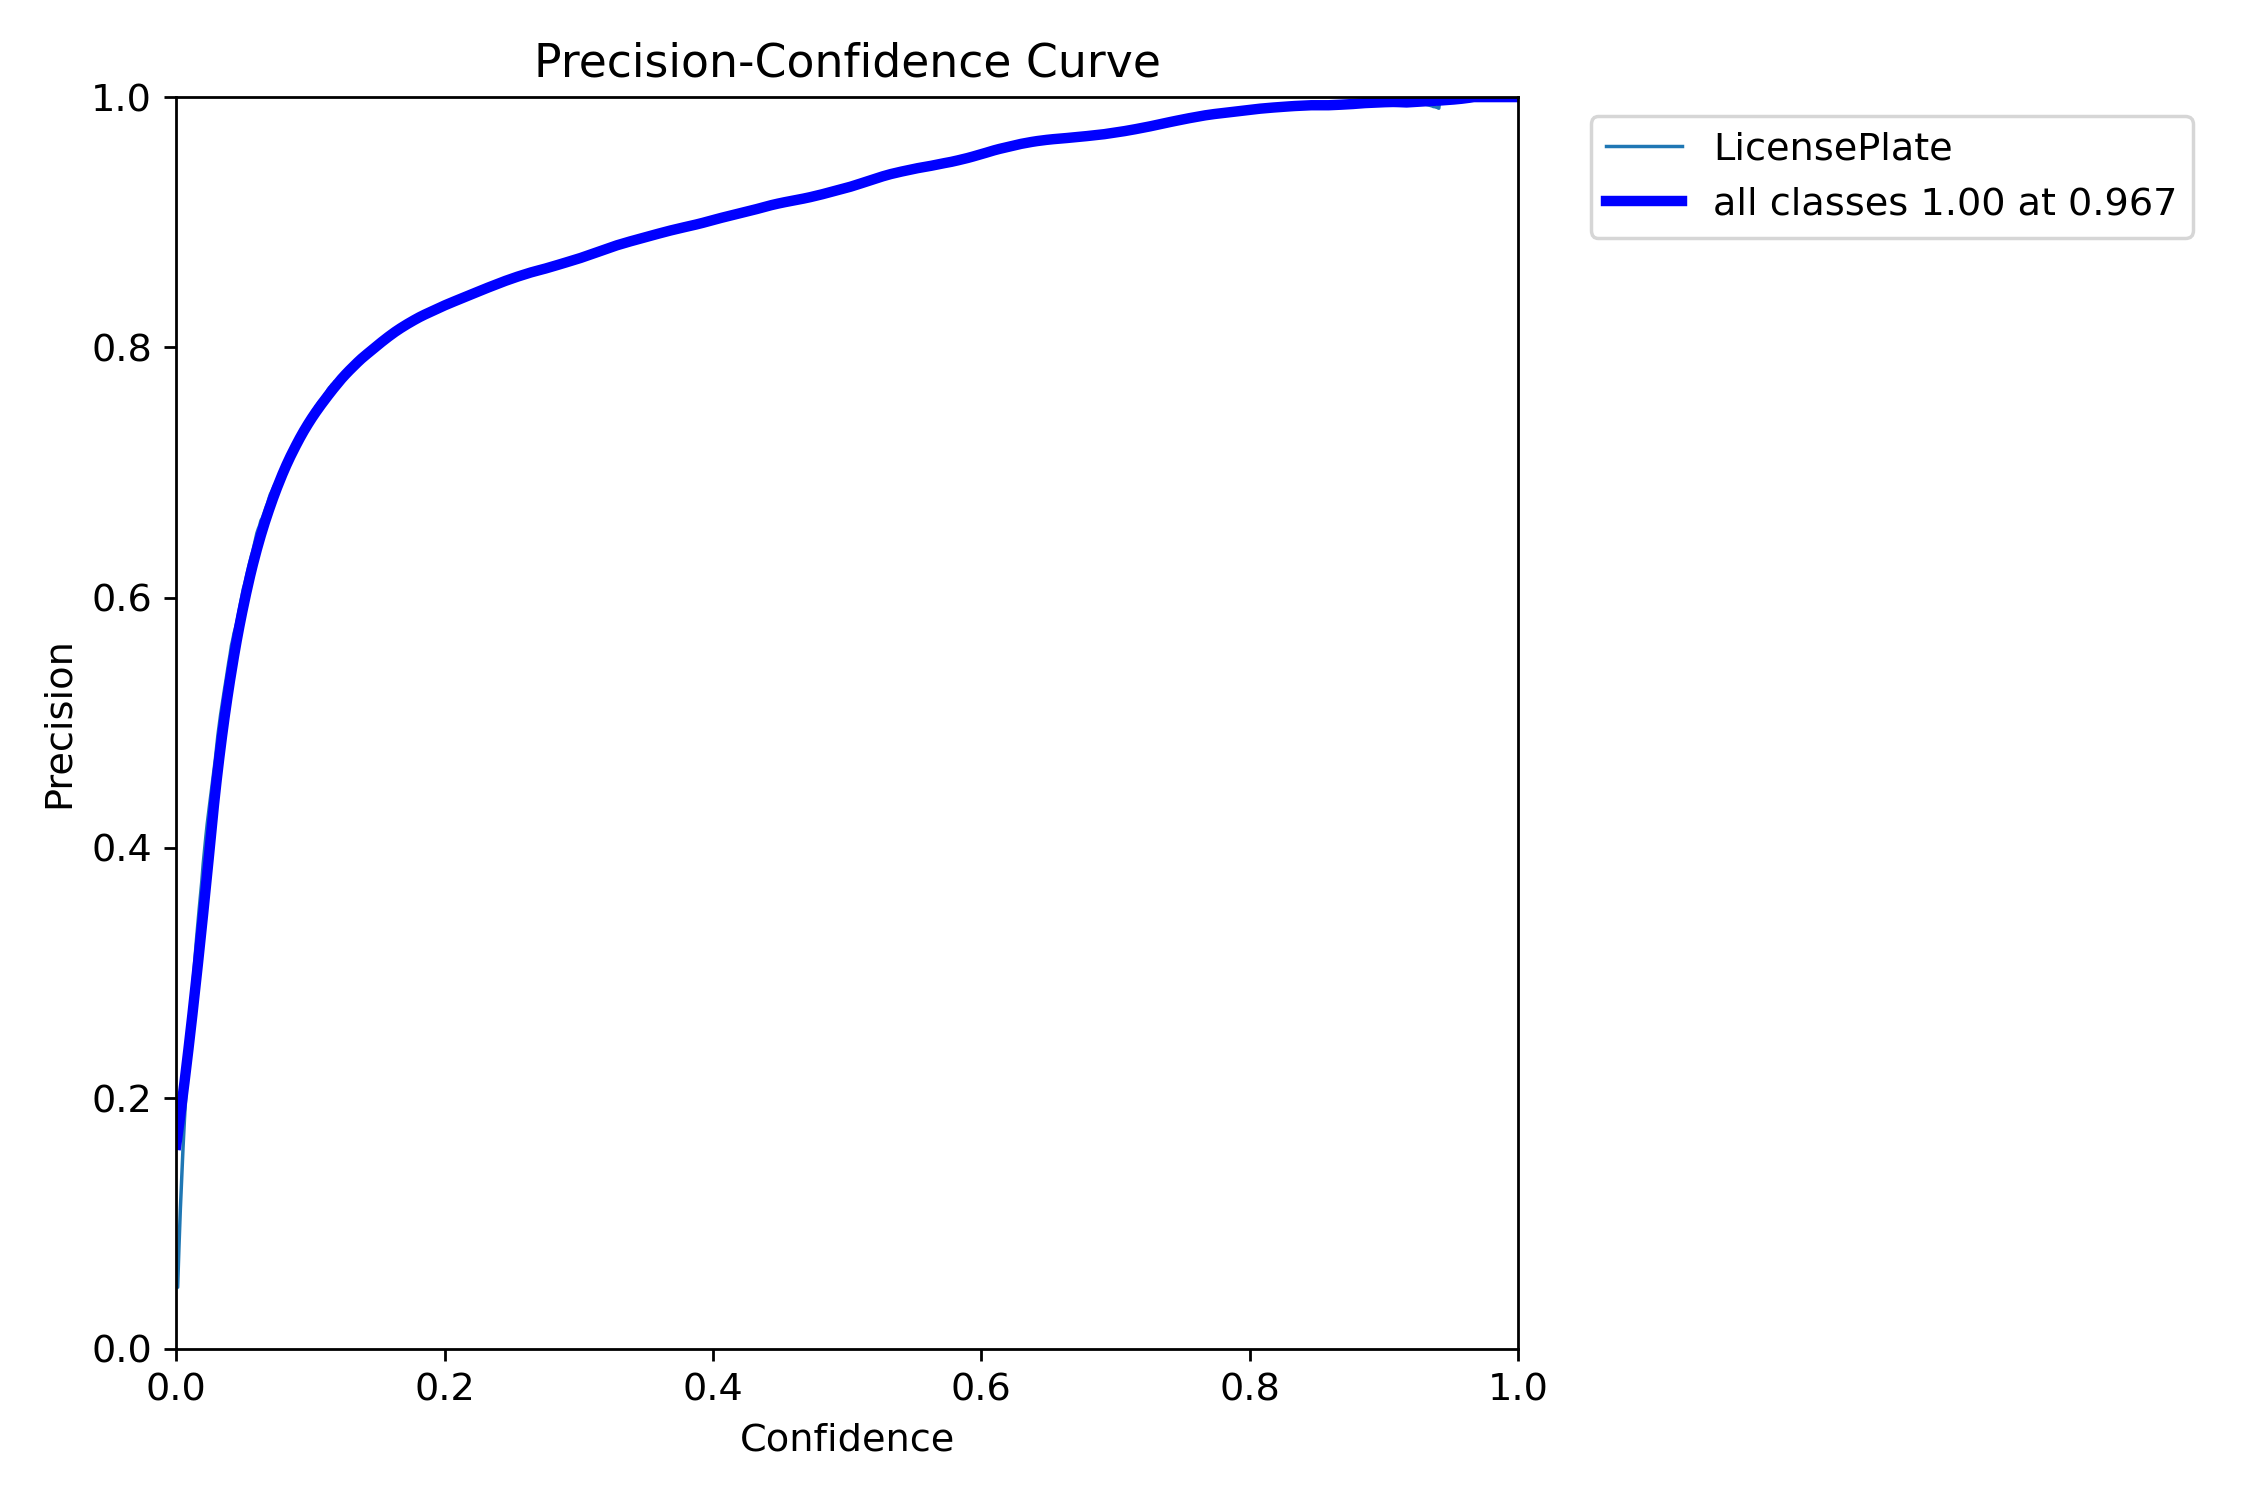 Precision-Confidence Curve
1.0
0.8
0.6
0.4
0.2
0.0
Precision
0.0 0.2 0.4 0.6 0.8 1.0
Confidence
LicensePlate
all classes 1.00 at 0.967